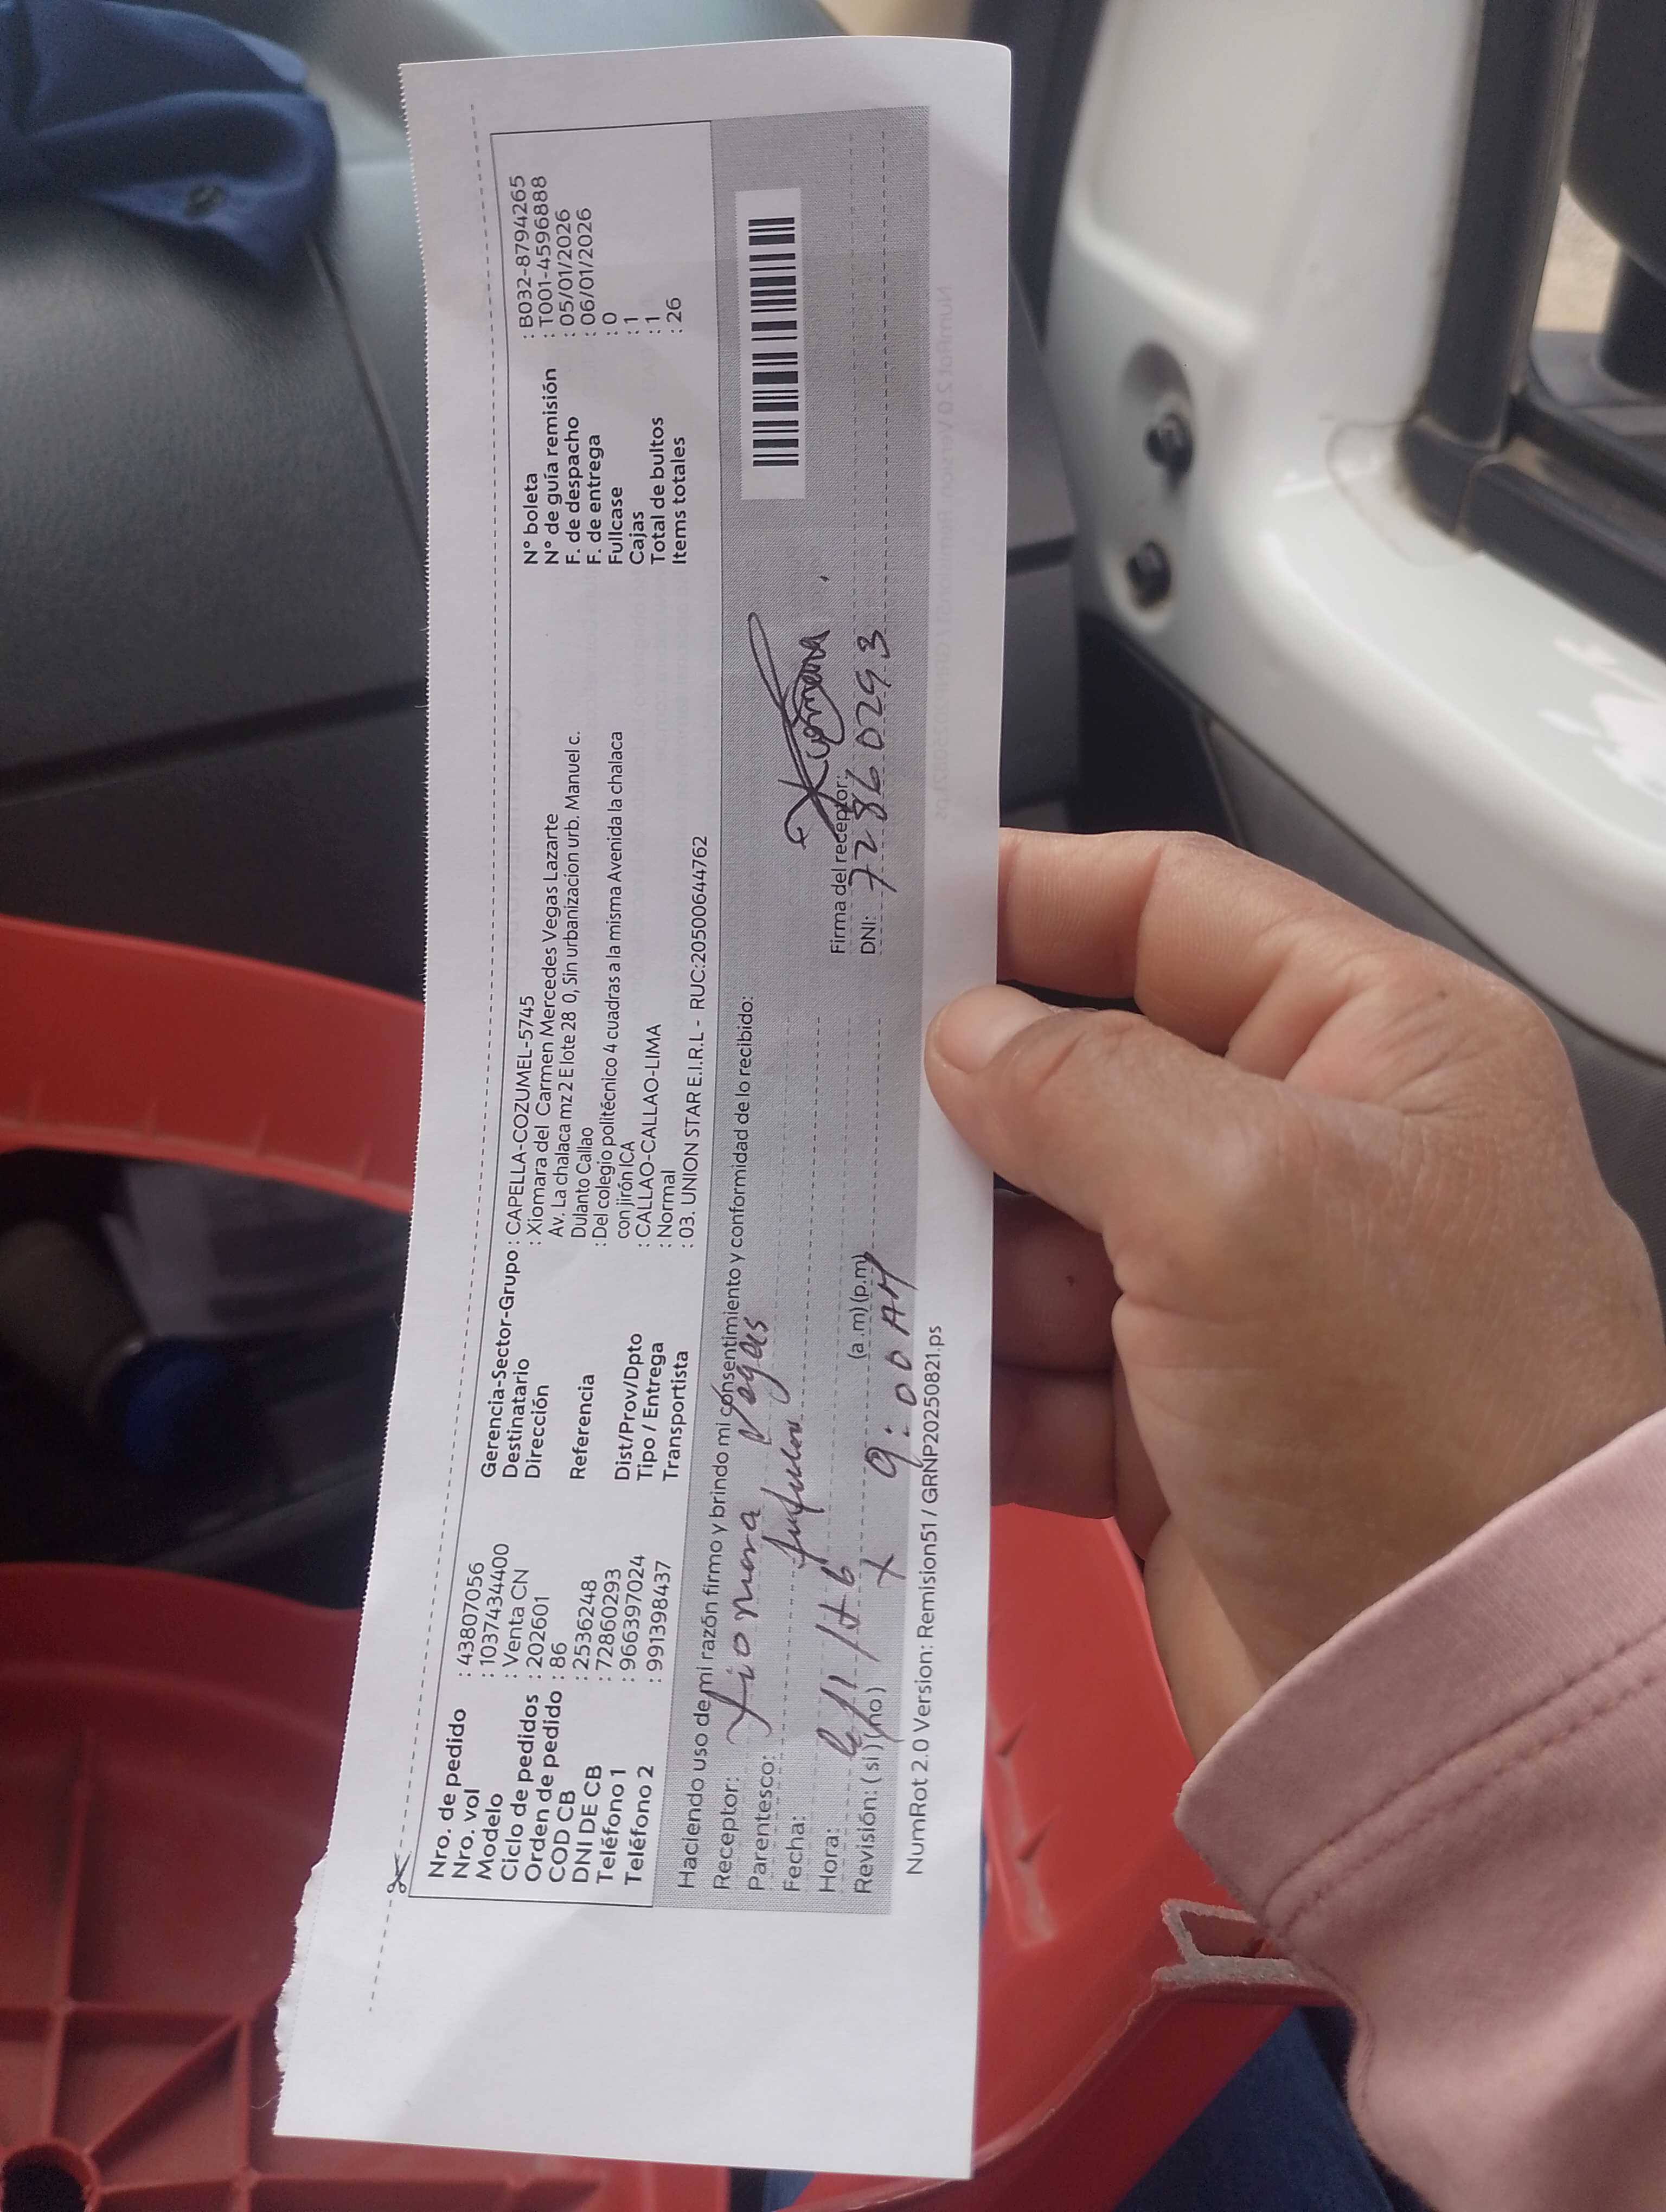 Nro. de pedido : 43807056
Nro. vol : 1037434400
Modelo : Venta CN
Ciclo de pedidos : 202601
Orden de pedido : 86
COD CB : 2536248
DNI DE CB : 72860293
Teléfono 1 : 966397024
Teléfono 2 : 991398437
Gerencia-Sector-Grupo : CAPELLA-COZUMEL-5745
Destinatario : Xiomara del Carmen Mercedes Vegas Lazarte
Dirección Av. La chalaca mz 2 E lote 28 0, Sin urbanizacion urb. Manuel c.
Dulanto Callao
Referencia : Del colegio politécnico 4 cuadras a la misma Avenida la chalaca
con jirón ICA
Dist/Prov/Dpto : CALLAO-CALLAO-LIMA
Tipo / Entrega : Normal
Transportista : 03. UNION STAR E.I.R.L - RUC:20500644762
N° boleta : B032-8794265
N° de guía remisión : T001-4596888
F. de despacho : 05/01/2026
F. de entrega : 06/01/2026
Fullcase : 0
Cajas : 1
Total de bultos : 1
Items totales : 26
Haciendo uso de mi razón firmo y brindo mi consentimiento y conformidad de lo recibido:
Receptor: Xiomara Vegas
Parentesco:
Fecha:
Hora: (a.m) (p.m)
Revisión: ( si ) (no) X 9:00 AM
Xiomara
Firma del receptor:
DNI: 72860293
NumRot 2.0 Version: Remision51 / GRNP20250821.ps